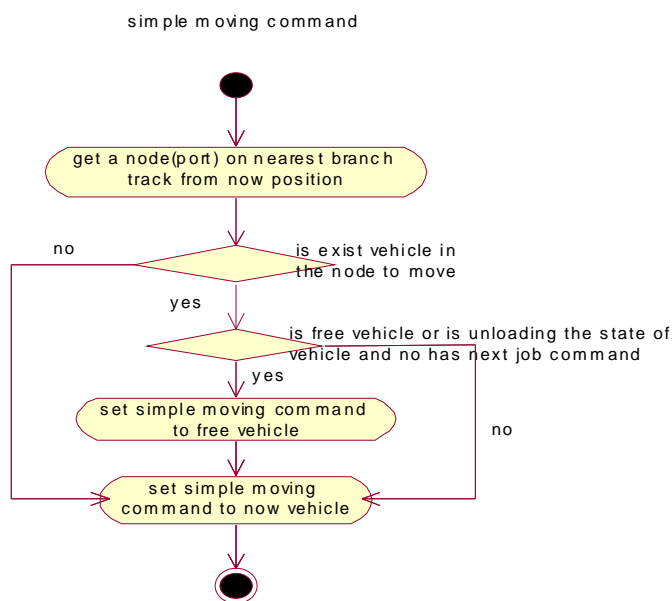 simple moving command
get a node(port) on nearest branch
track from now position
no
is exist vehicle in
the node to move
yes
is free vehicle or is unloading the state of
vehicle and no has next job command
yes
set simple moving command
to free vehicle
no
set simple moving
command to now vehicle